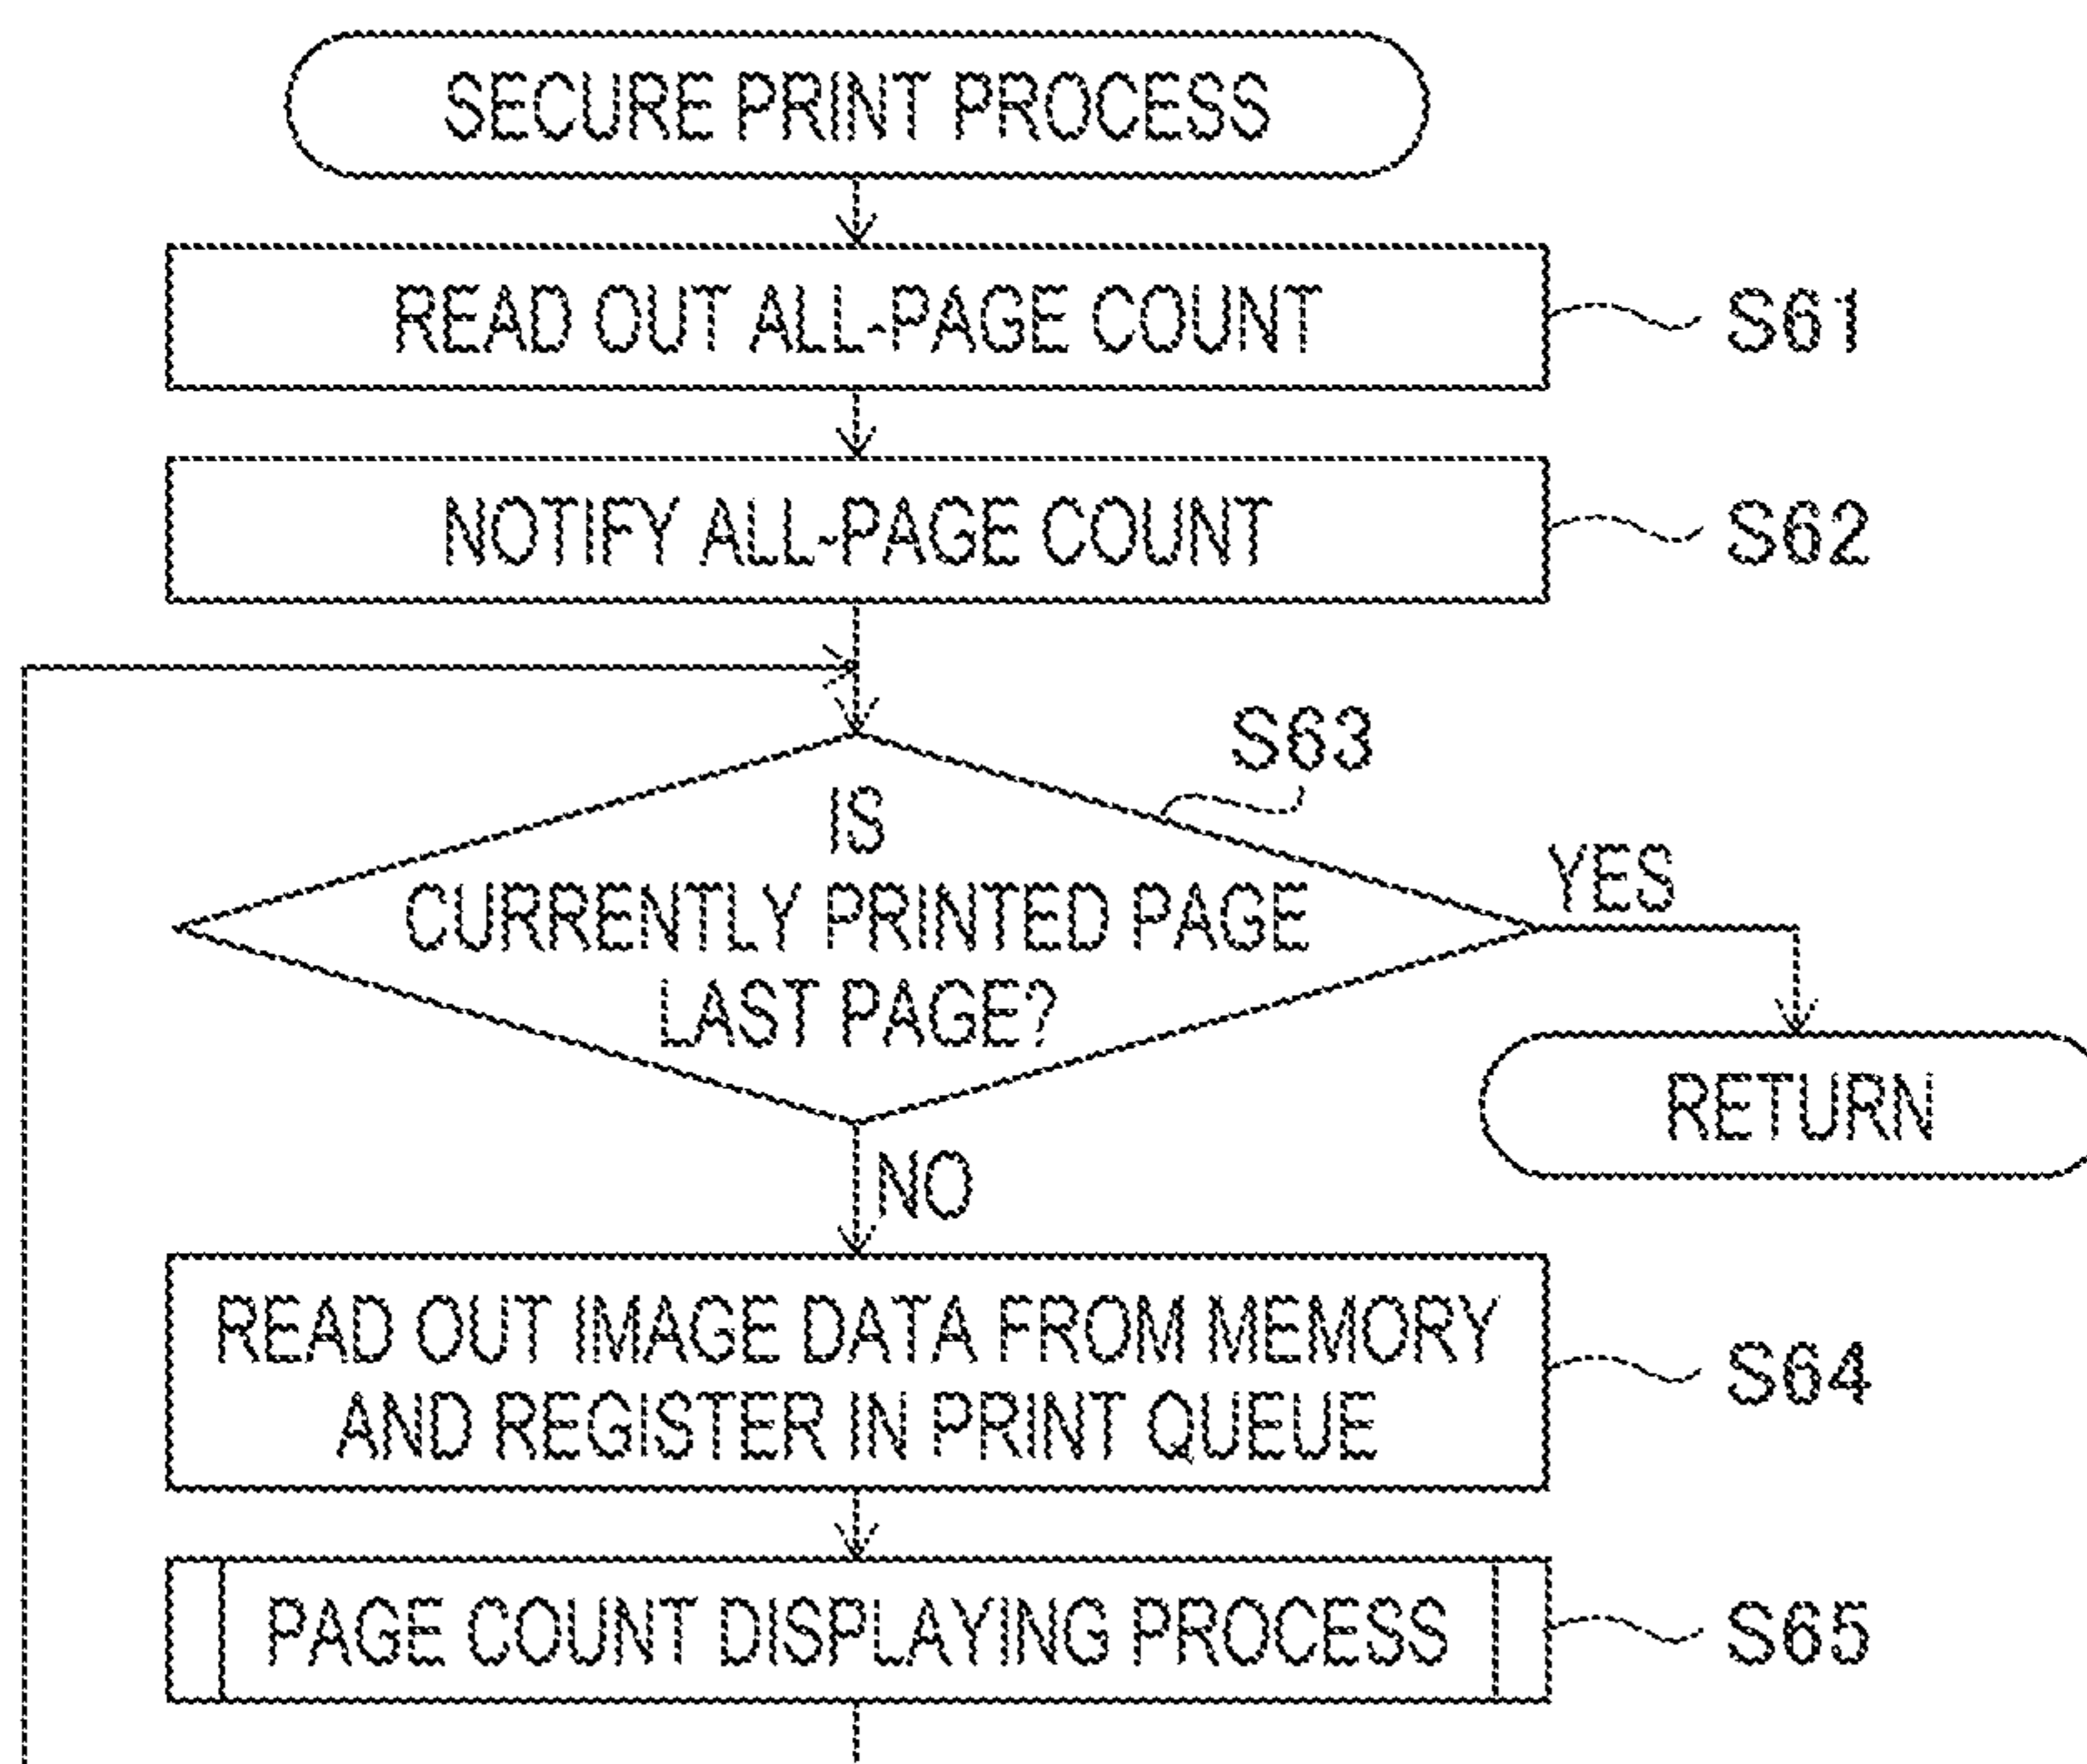 SECURE PRINT PROCESS
READ OUT ALL-PAGE COUNT
S61
NOTIFY ALL-PAGE COUNT
S62
S63
IS
CURRENTLY PRINTED PAGE
LAST PAGE?
YES
RETURN
NO
READ OUT IMAGE DATA FROM MEMORY
AND REGISTER IN PRINT QUEUE
S64
PAGE COUNT DISPLAYING PROCESS
S65